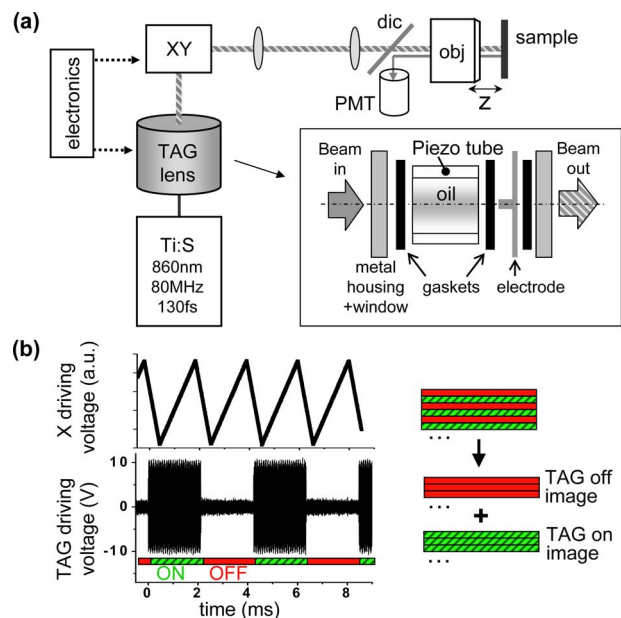 (a)
electronics
XY
dic
obj
sample
PMT
Z
TAG
lens
Ti:S
860nm
80MHz
130fs
Beam
in
Piezo tube
oil
Beam
out
metal
housing
+window
gaskets
electrode
(b)
X driving
voltage (a.u.)
TAG driving
voltage (V)
10
0
-10
ON
OFF
0
2
4
6
8
time (ms)
...
TAG off
image
...
+
TAG on
image
...